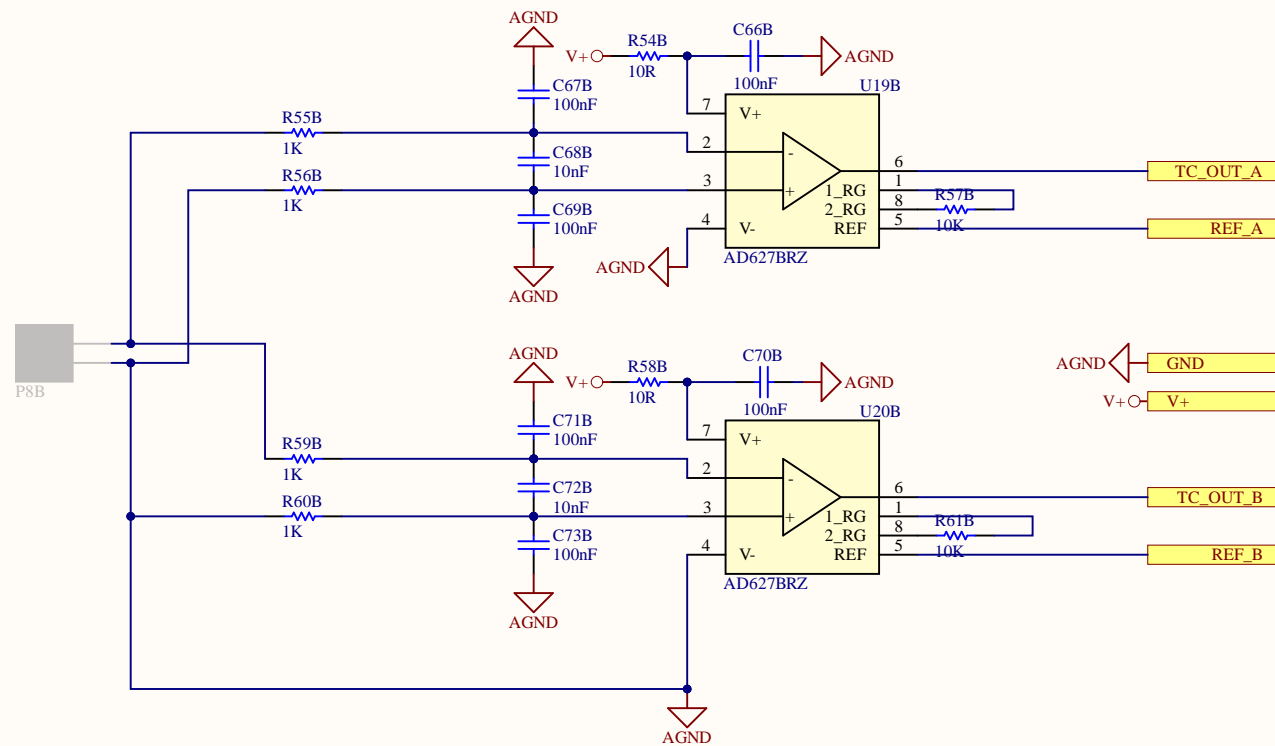 AGND
V+
R54B
10R
C66B
100nF
AGND
C67B
100nF
U19B
R55B
1K
7
V+
2
-
C68B
10nF
6
TC_OUT_A
R56B
1K
3
+
1_RG
1
R57B
10K
2_RG
8
C69B
100nF
4
V-
REF
5
REF_A
AGND
AD627BRZ
AGND
P8B
AGND
V+
R58B
10R
C70B
100nF
AGND
AGND
GND
V+
V+
C71B
100nF
U20B
R59B
1K
7
V+
2
-
C72B
10nF
6
TC_OUT_B
R60B
1K
3
+
1_RG
1
R61B
10K
2_RG
8
C73B
100nF
4
V-
REF
5
REF_B
AD627BRZ
AGND
AGND